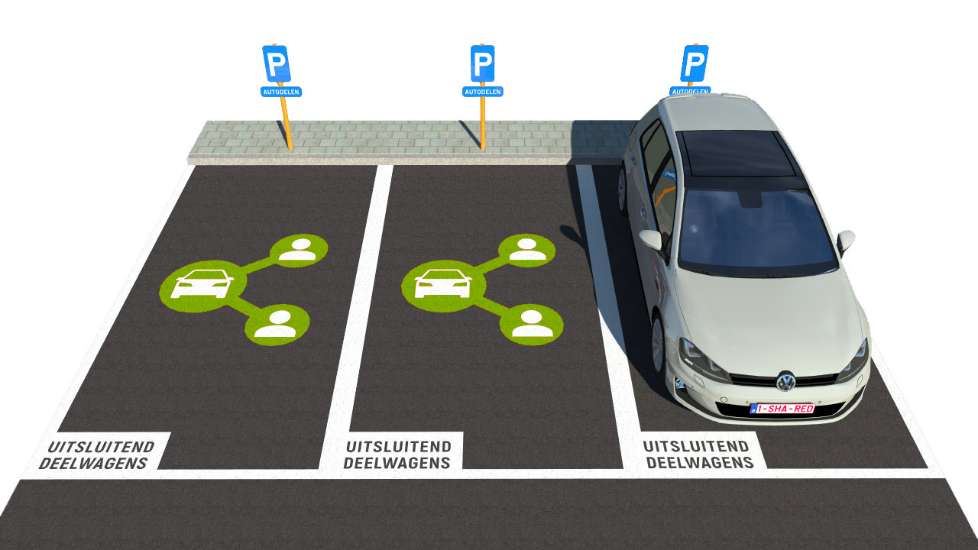 P
AUTODELEN
P
AUTODELEN
P
AUTODELEN
1-SHA-RED
UITSLUITEND
DEELWAGENS
UITSLUITEND
DEELWAGENS
UITSLUITEND
DEELWAGENS